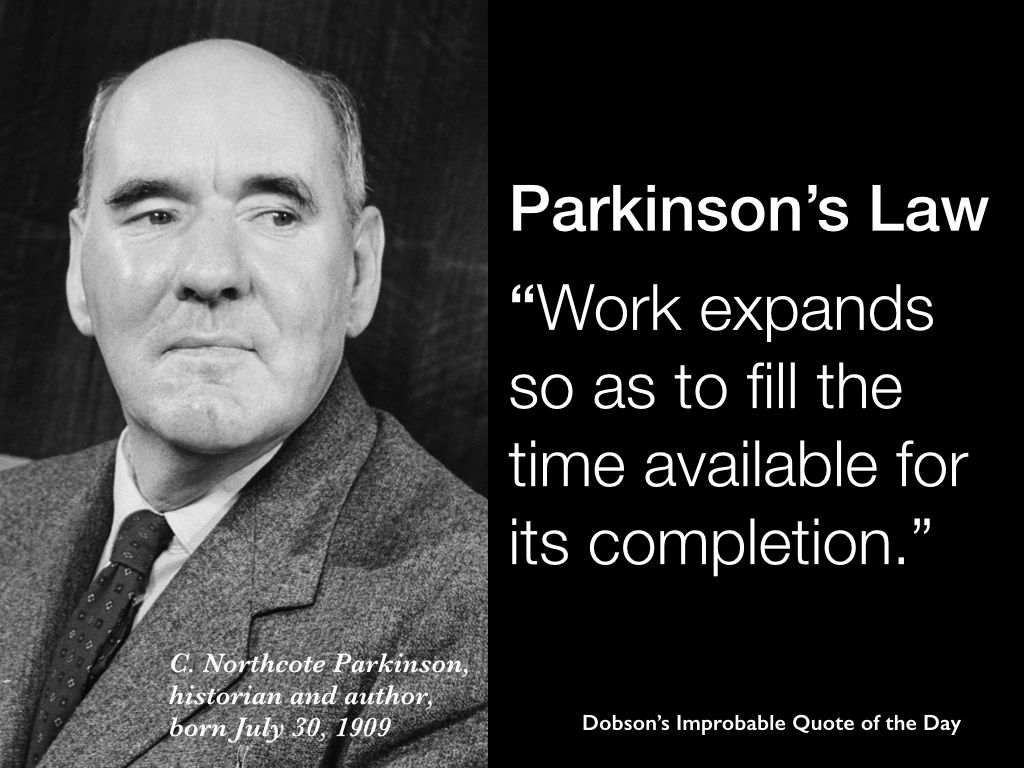 Parkinson’s Law
“Work expands
so as to fill the
time available for
its completion.”
C. Northcote Parkinson,
historian and author,
born July 30, 1909
Dobson’s Improbable Quote of the Day